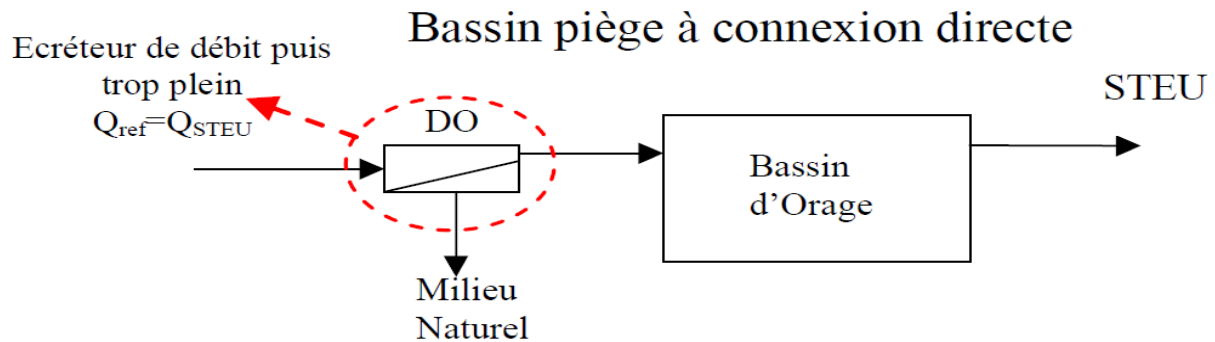 Bassin piège à connexion directe
Ecréteur de débit puis
trop plein
Qref=QSTEU
DO
STEU
Bassin
d'Orage
Milieu
Naturel